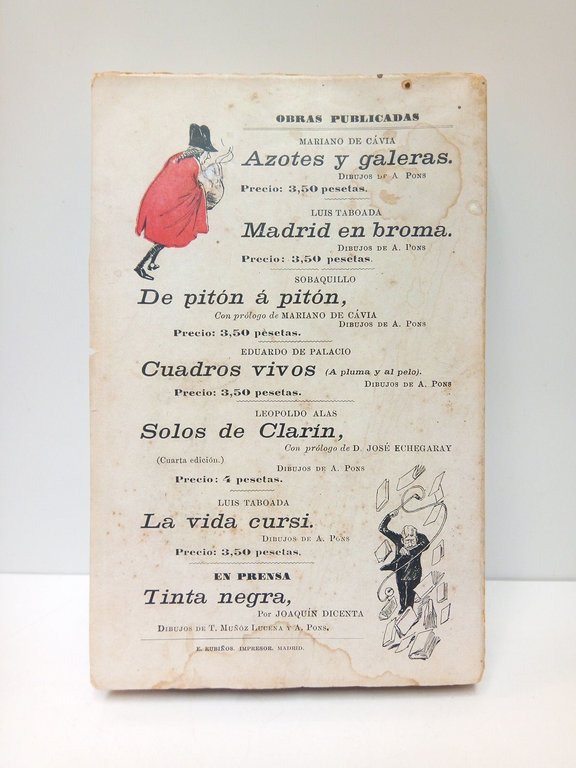 OBRAS PUBLICADAS
MARIANO DE CÁVIA
Azotes y galeras.
DIBUJOS DE A. PONS
Precio: 3,50 pesetas.
LUIS TABOADA
Madrid en broma.
DIBUJOS DE A. PONS
Precio: 3,50 pesetas.
SOBAQUILLO
De pitón á pitón,
Con prólogo de MARIANO DE CÁVIA
DIBUJOS DE A. PONS
Precio: 3,50 pesetas.
EDUARDO DE PALACIO
Cuadros vivos (A pluma y al pelo).
DIBUJOS DE A. PONS
Precio: 3,50 pesetas.
LEOPOLDO ALAS
Solos de Clarín,
Con prólogo de D. JOSÉ ECHEGARAY
(Cuarta edición.)
DIBUJOS DE A. PONS
Precio: 4 pesetas.
LUIS TABOADA
La vida cursi.
DIBUJOS DE A. PONS
Precio: 3,50 pesetas.
EN PRENSA
Tinta negra,
Por JOAQUÍN DICENTA
DIBUJOS DE T. MUÑOZ LUCENA Y A. PONS.
E. RUBIÑOS, IMPRESOR, MADRID.